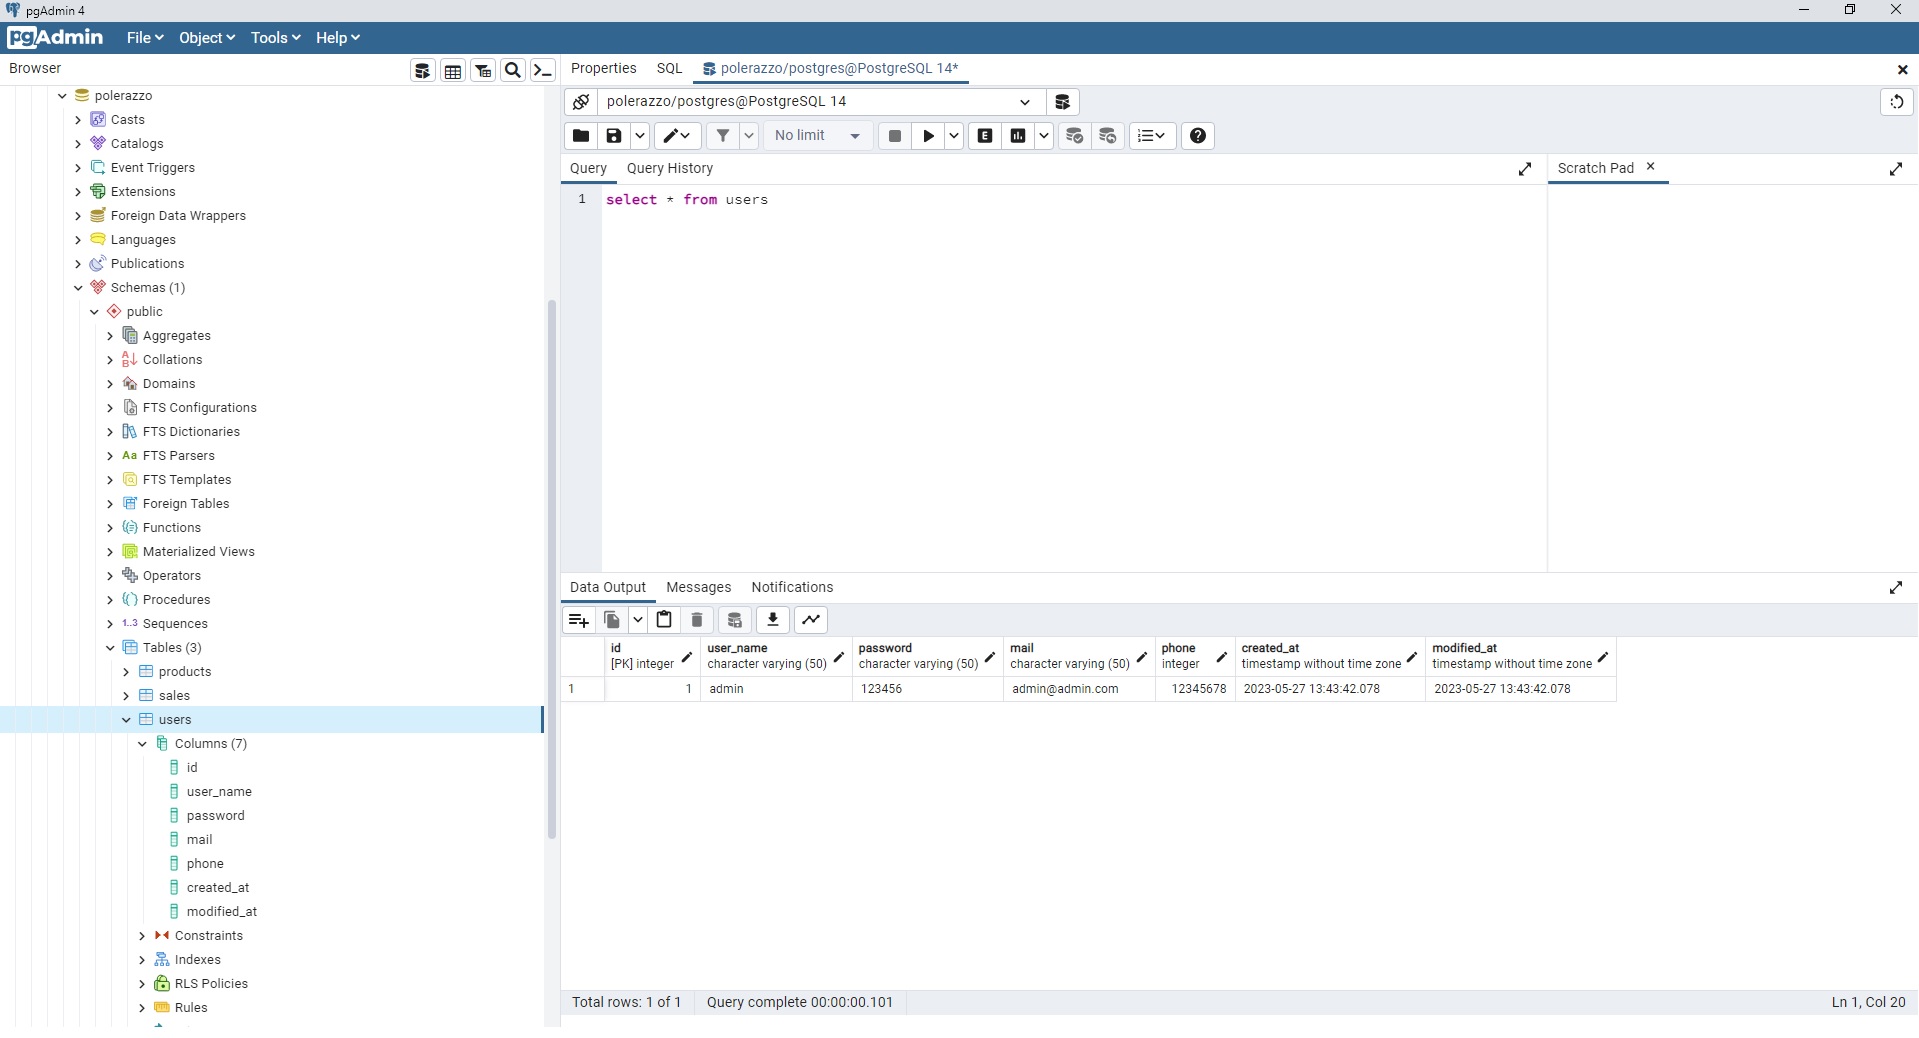 pgAdmin 4
pgAdmin File Object Tools Help
Browser
polerazzo
Casts
Catalogs
Event Triggers
Extensions
Foreign Data Wrappers
Languages
Publications
Schemas (1)
public
Aggregates
Collations
Domains
FTS Configurations
FTS Dictionaries
Aa FTS Parsers
FTS Templates
Foreign Tables
Functions
Materialized Views
Operators
Procedures
1..3 Sequences
Tables (3)
products
sales
users
Columns (7)
id
user_name
password
mail
phone
created_at
modified_at
Constraints
Indexes
RLS Policies
Rules
Properties SQL polerazzo/postgres@PostgreSQL 14*
polerazzo/postgres@PostgreSQL 14
No limit E
Query Query History
1 select * from users
Scratch Pad
Data Output Messages Notifications
id user_name password mail phone created_at modified_at
[PK] integer character varying (50) character varying (50) character varying (50) integer timestamp without time zone timestamp without time zone
1 1 admin 123456 admin@admin.com 12345678 2023-05-27 13:43:42.078 2023-05-27 13:43:42.078
Total rows: 1 of 1 Query complete 00:00:00.101 Ln 1, Col 20